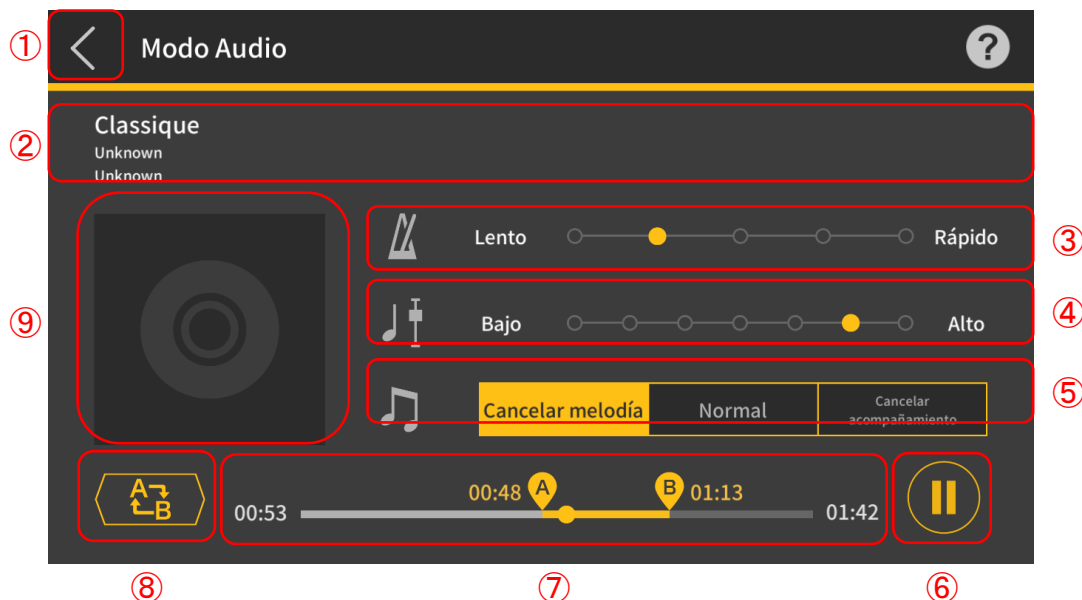 ① Modo Audio ?
② Classique
Unknown
Unknown
Lento Rápido ③
⑨ Bajo Alto ④
Cancelar melodía Normal Cancelar acompañamiento ⑤
A B
00:48 A B 01:13
00:53 01:42
⑧ ⑦ ⑥